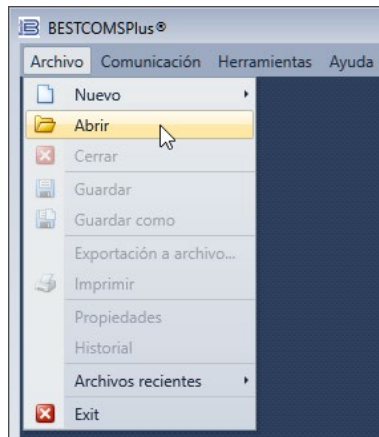 BESTCOMSPlus®
Archivo Comunicación Herramientas Ayuda
Nuevo
Abrir
Cerrar
Guardar
Guardar como
Exportación a archivo...
Imprimir
Propiedades
Historial
Archivos recientes
Exit